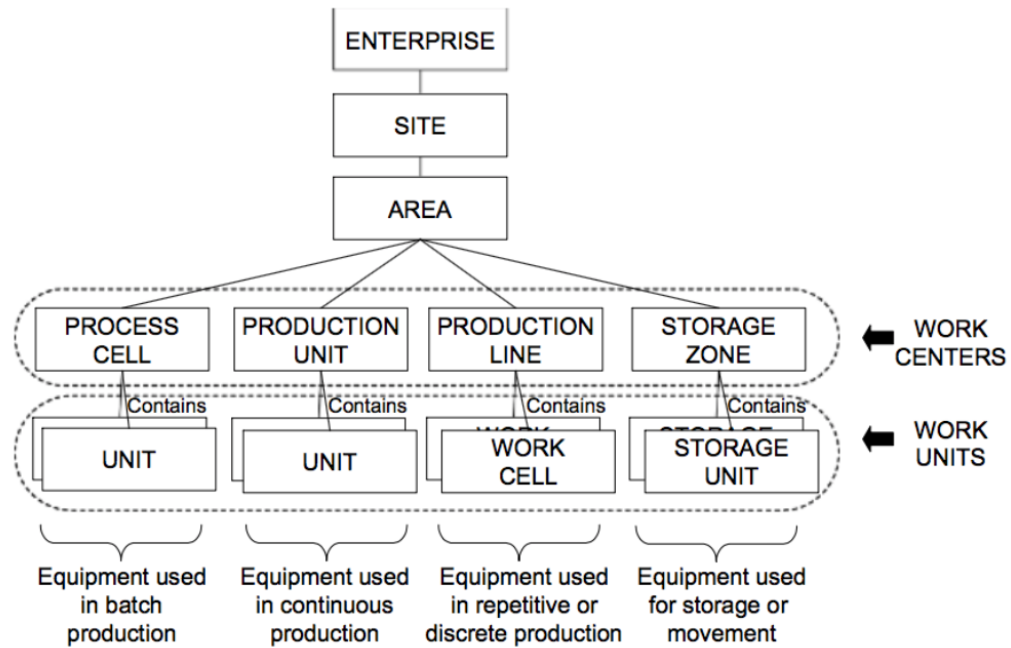 ENTERPRISE
SITE
AREA
PROCESS
CELL
PRODUCTION
UNIT
PRODUCTION
LINE
STORAGE
ZONE
WORK
CENTERS
Contains
Contains
Contains
Contains
UNIT
UNIT
WORK
WORK
CELL
STORAGE
STORAGE
UNIT
WORK
UNITS
Equipment used
in batch
production
Equipment used
in continuous
production
Equipment used
in repetitive or
discrete production
Equipment used
for storage or
movement